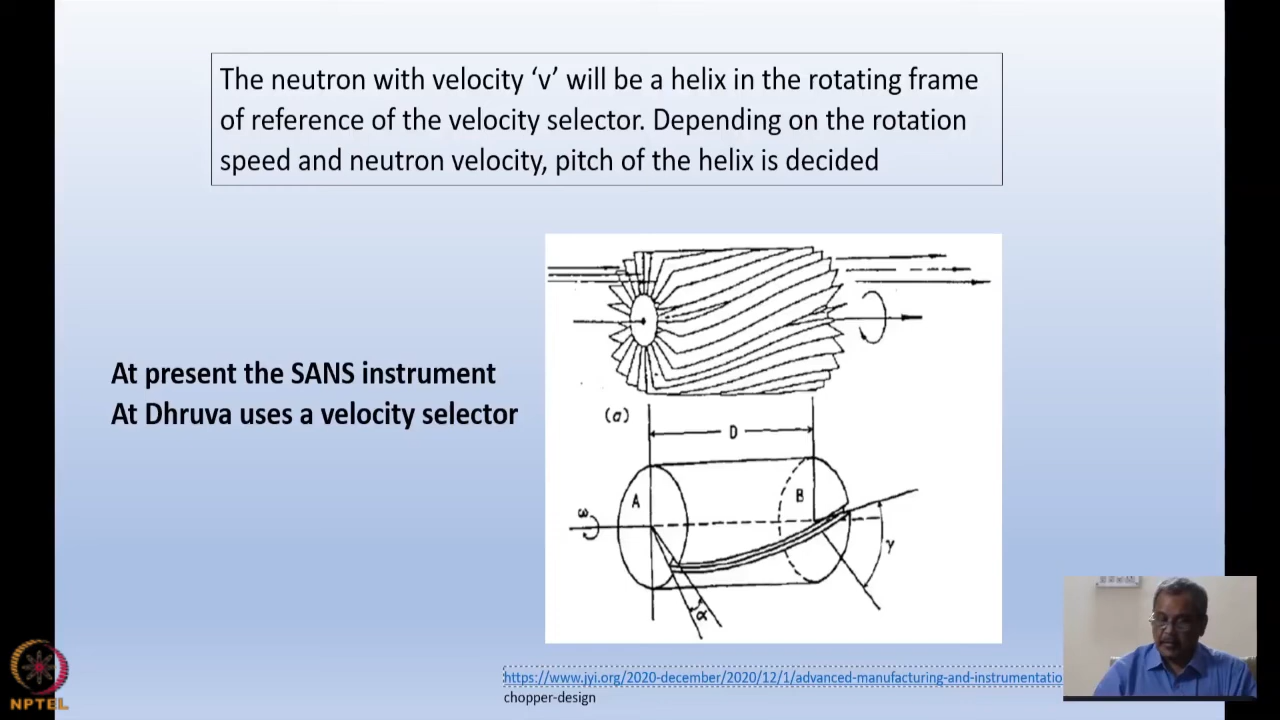 The neutron with velocity ‘v’ will be a helix in the rotating frame
of reference of the velocity selector. Depending on the rotation
speed and neutron velocity, pitch of the helix is decided
At present the SANS instrument
At Dhruva uses a velocity selector
(a)
D
A
B
ω
γ
α
https://www.jyi.org/2020-december/2020/12/1/advanced-manufacturing-and-instrumentatio
chopper-design
NPTEL